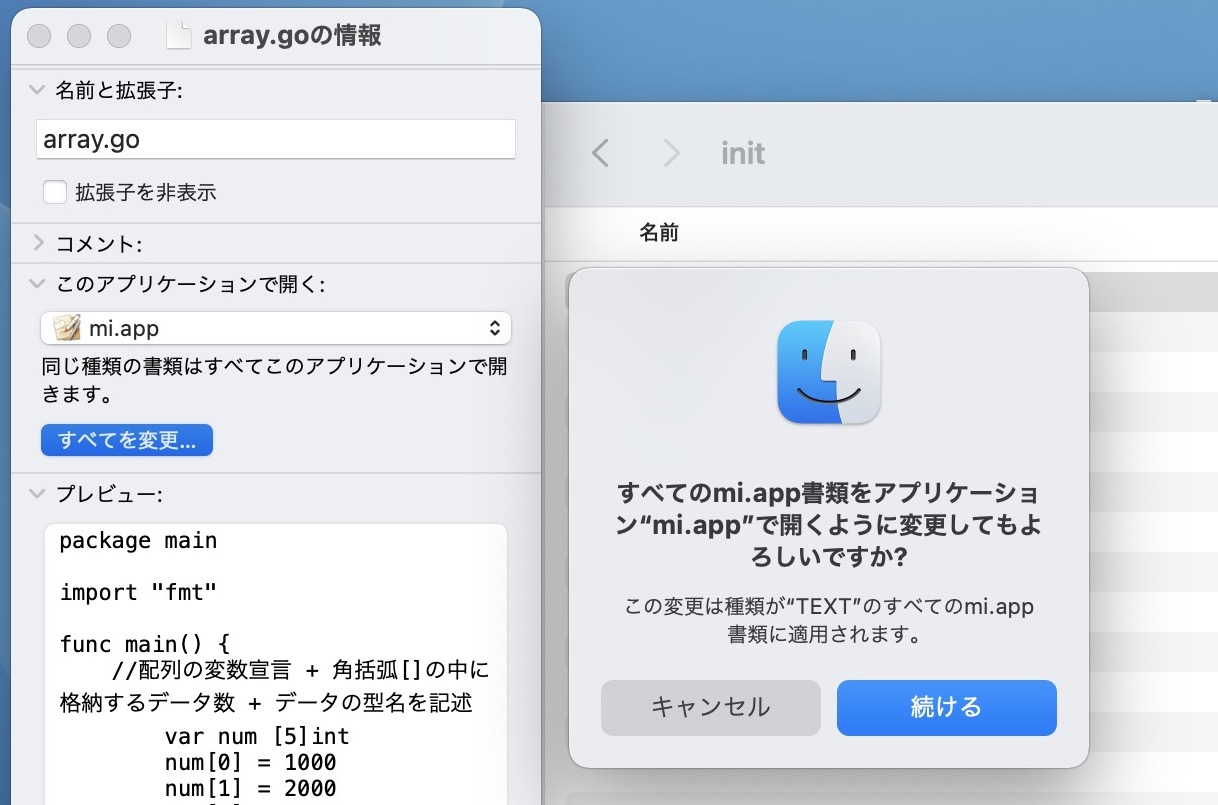 array.goの情報
名前と拡張子:
array.go
拡張子を非表示
コメント:
このアプリケーションで開く:
mi.app
同じ種類の書類はすべてこのアプリケーションで開
きます。
すべてを変更...
プレビュー:
package main
import "fmt"
func main() {
//配列の変数宣言 + 角括弧[]の中に
格納するデータ数 + データの型名を記述
var num [5]int
num[0] = 1000
num[1] = 2000
init
名前
すべてのmi.app書類をアプリケーショ
ン“mi.app”で開くように変更してもよ
ろしいですか?
この変更は種類が“TEXT”のすべてのmi.app
書類に適用されます。
キャンセル
続ける